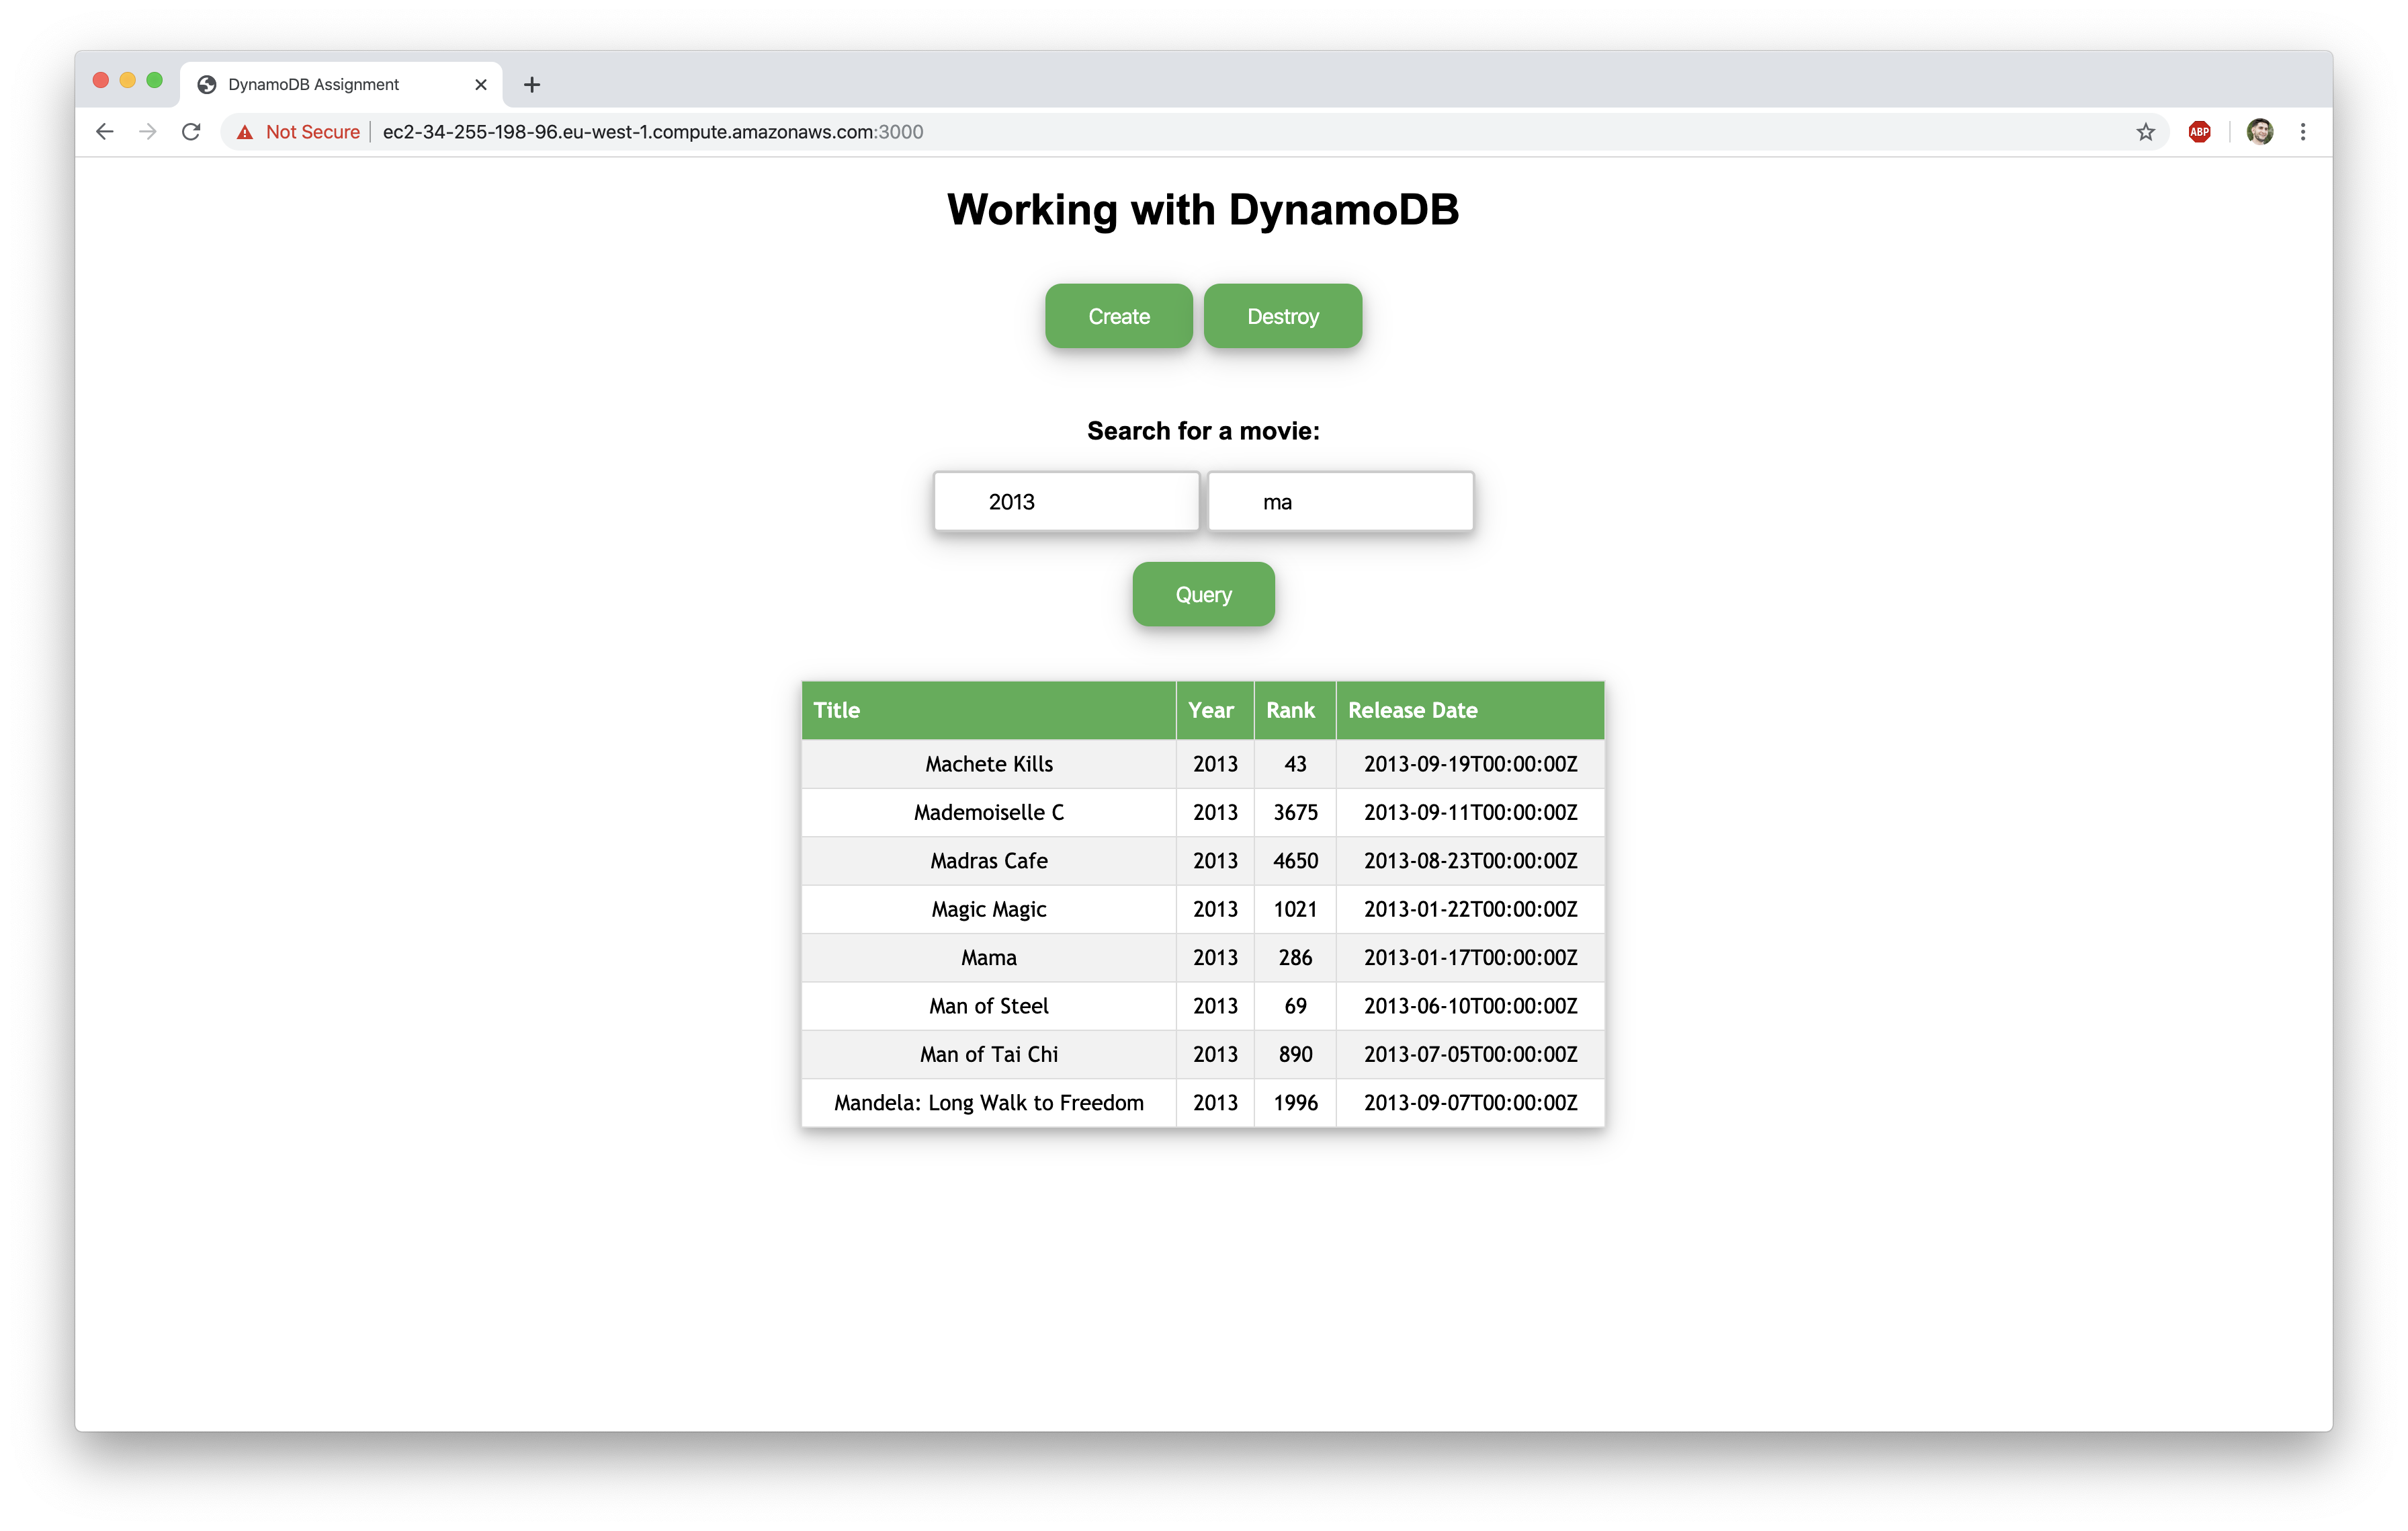 DynamoDB Assignment
Not Secure ec2-34-255-198-96.eu-west-1.compute.amazonaws.com:3000
ABP
Working with DynamoDB
Create Destroy
Search for a movie:
2013 ma
Query
Title Year Rank Release Date
Machete Kills 2013 43 2013-09-19T00:00:00Z
Mademoiselle C 2013 3675 2013-09-11T00:00:00Z
Madras Cafe 2013 4650 2013-08-23T00:00:00Z
Magic Magic 2013 1021 2013-01-22T00:00:00Z
Mama 2013 286 2013-01-17T00:00:00Z
Man of Steel 2013 69 2013-06-10T00:00:00Z
Man of Tai Chi 2013 890 2013-07-05T00:00:00Z
Mandela: Long Walk to Freedom 2013 1996 2013-09-07T00:00:00Z